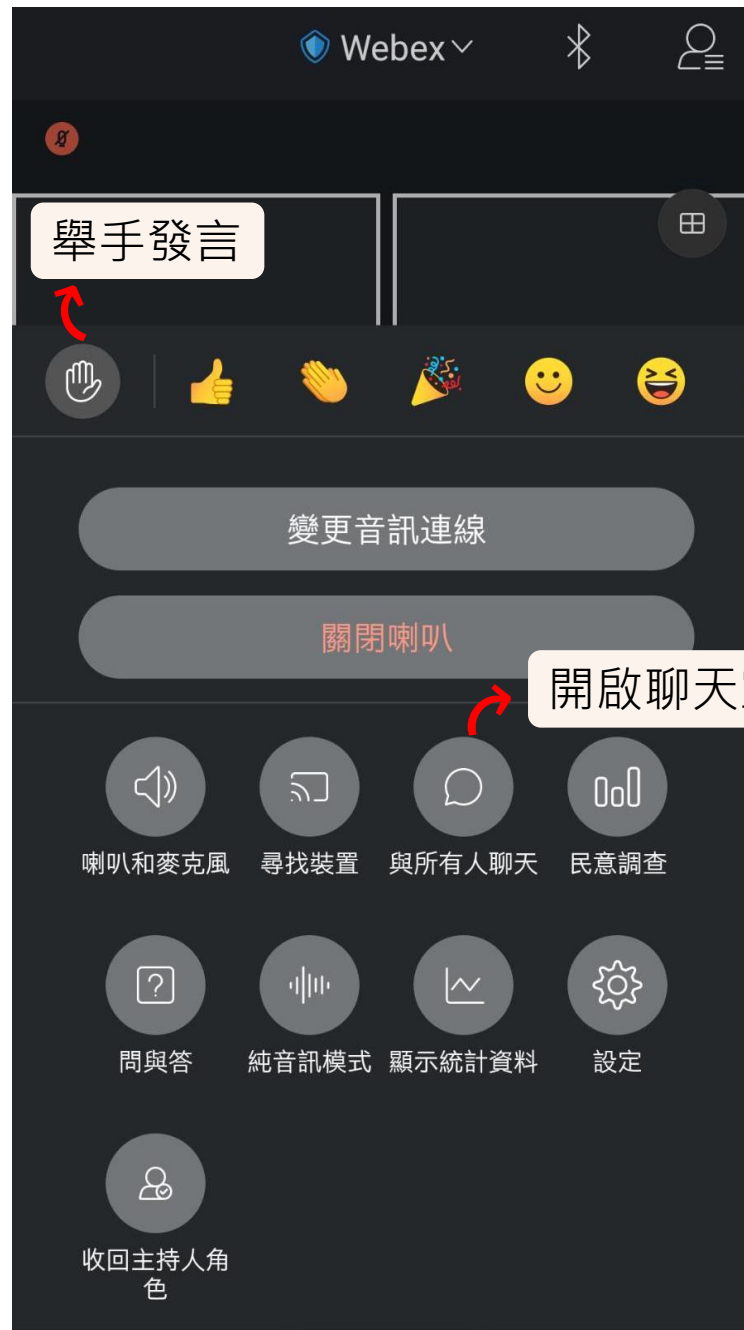 Webex
舉手發言
變更音訊連線
關閉喇叭
開啟聊天
喇叭和麥克風 尋找裝置 與所有人聊天 民意調查
問與答 純音訊模式 顯示統計資料 設定
收回主持人角
色